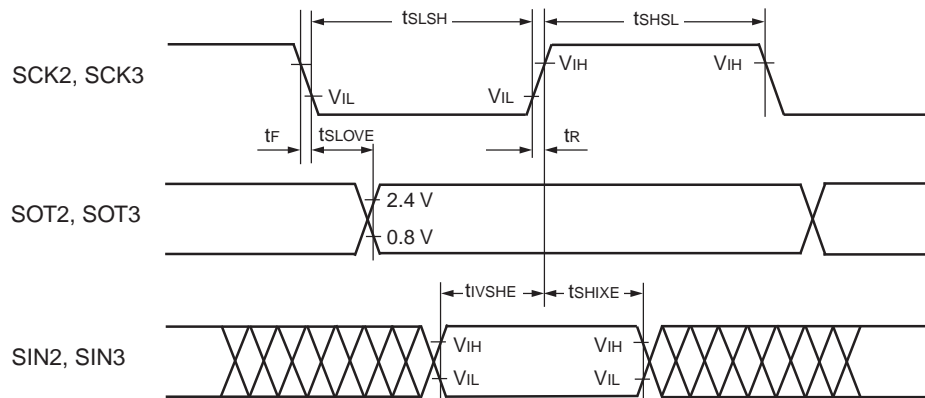 tSLSH tSHSL
SCK2, SCK3
VIH VIH
VIL VIL
tF tSLOVE tR
SOT2, SOT3
2.4 V
0.8 V
tIVSHE tSHIXE
SIN2, SIN3
VIH VIH
VIL VIL